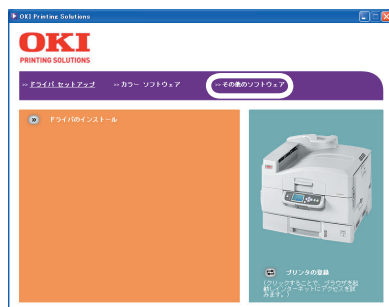 OKI Printing Solutions
OKI
PRINTING SOLUTIONS
ドライバ セットアップ
カラー ソフトウェア
その他のソフトウェア
ドライバのインストール
プリンタの登録
(クリックすることで、ブラウザを起
動しインターネットにアクセスを試
みます。)